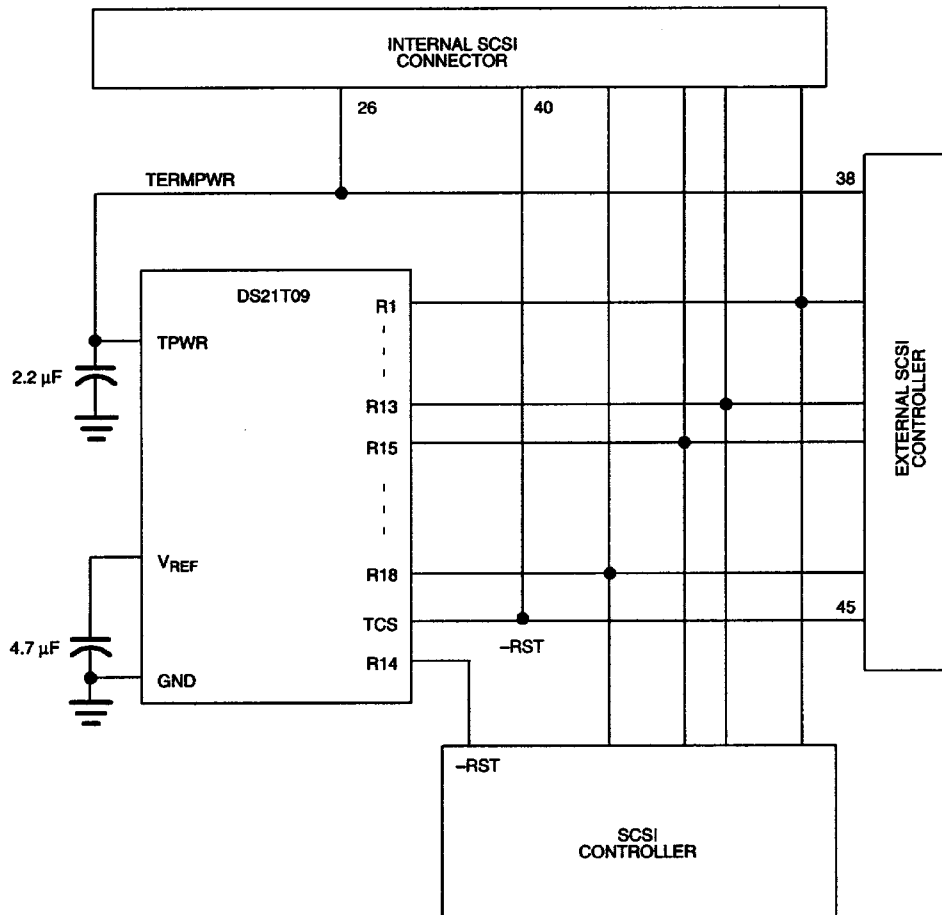 INTERNAL SCSI
CONNECTOR
26
40
TERMPWR
38
DS21T09
R1
TPWR
2.2 µF
R13
R15
EXTERNAL SCSI
CONTROLLER
VREF
R18
TCS
45
4.7 µF
–RST
R14
GND
–RST
SCSI
CONTROLLER